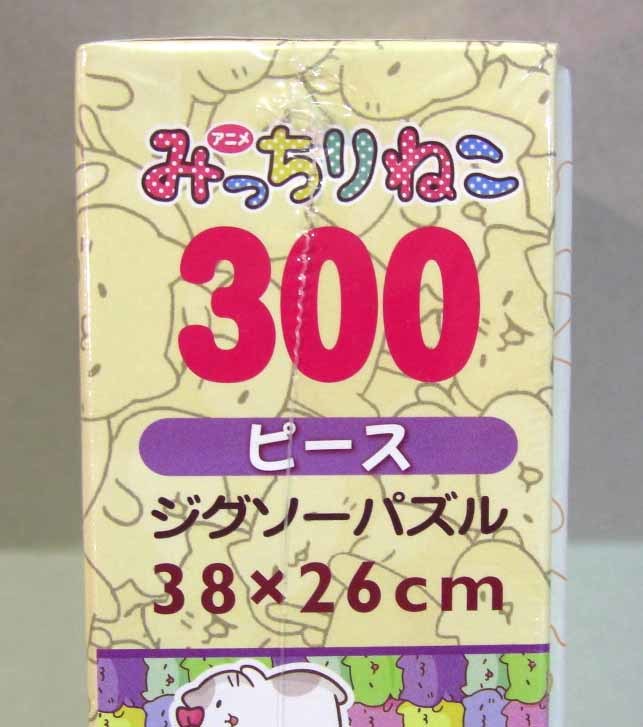 アニメ
みっちりねこ
300
ピース
ジグソーパズル
38×26cm